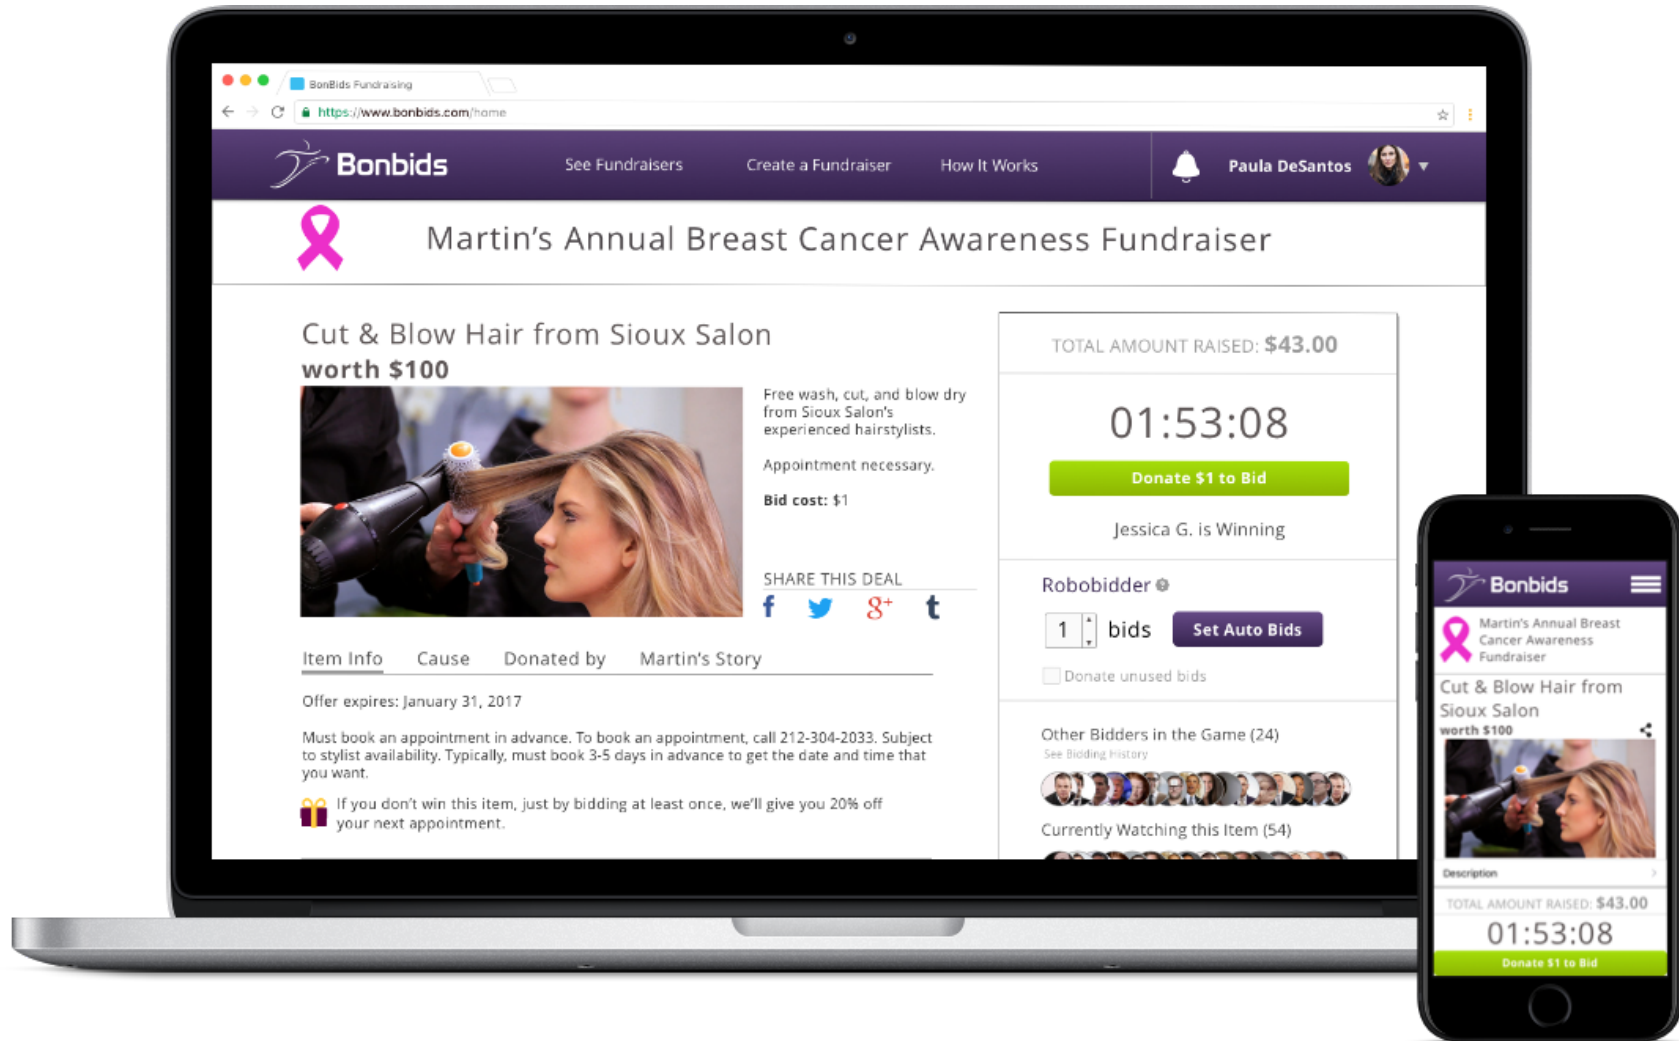 BonBids Fundraising
https://www.bonbids.com/home
Bonbids
See Fundraisers
Create a Fundraiser
How It Works
Paula DeSantos
Martin's Annual Breast Cancer Awareness Fundraiser
Cut & Blow Hair from Sioux Salon
worth $100
Free wash, cut, and blow dry
from Sioux Salon's
experienced hairstylists.
Appointment necessary.
Bid cost: $1
SHARE THIS DEAL
f
g+
t
Item Info
Cause
Donated by
Martin's Story
Offer expires: January 31, 2017
Must book an appointment in advance. To book an appointment, call 212-304-2033. Subject
to stylist availability. Typically, must book 3-5 days in advance to get the date and time that
you want.
If you don't win this item, just by bidding at least once, we'll give you 20% off
your next appointment.
TOTAL AMOUNT RAISED: $43.00
01:53:08
Donate $1 to Bid
Jessica G. is Winning
Robobidder
1 bids
Set Auto Bids
Donate unused bids
Other Bidders in the Game (24)
See Bidding History
Currently Watching this Item (54)
Bonbids
Martin's Annual Breast
Cancer Awareness
Fundraiser
Cut & Blow Hair from
Sioux Salon
worth $100
Description
TOTAL AMOUNT RAISED: $43.00
01:53:08
Donate $1 to Bid